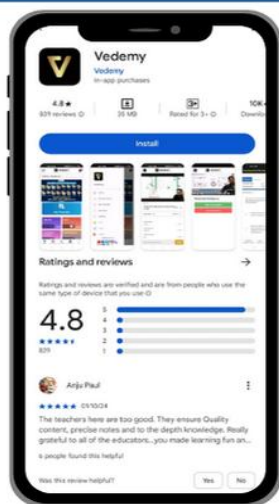 Vedemy
Vedemy
In-app purchases
4.8★
829 reviews
35 MB
Rated for 3+
10K+
Downloa
Install
Ratings and reviews
Ratings and reviews are verified and are from people who use the
same type of device that you use
4.8
829
5
4
3
2
1
Anju Paul
01/10/24
The teachers here are too good. They ensure Quality
content, precise notes and to the depth knowledge. Really
grateful to all of the educators...you made learning fun an...
6 people found this helpful
Was this review helpful?
Yes
No